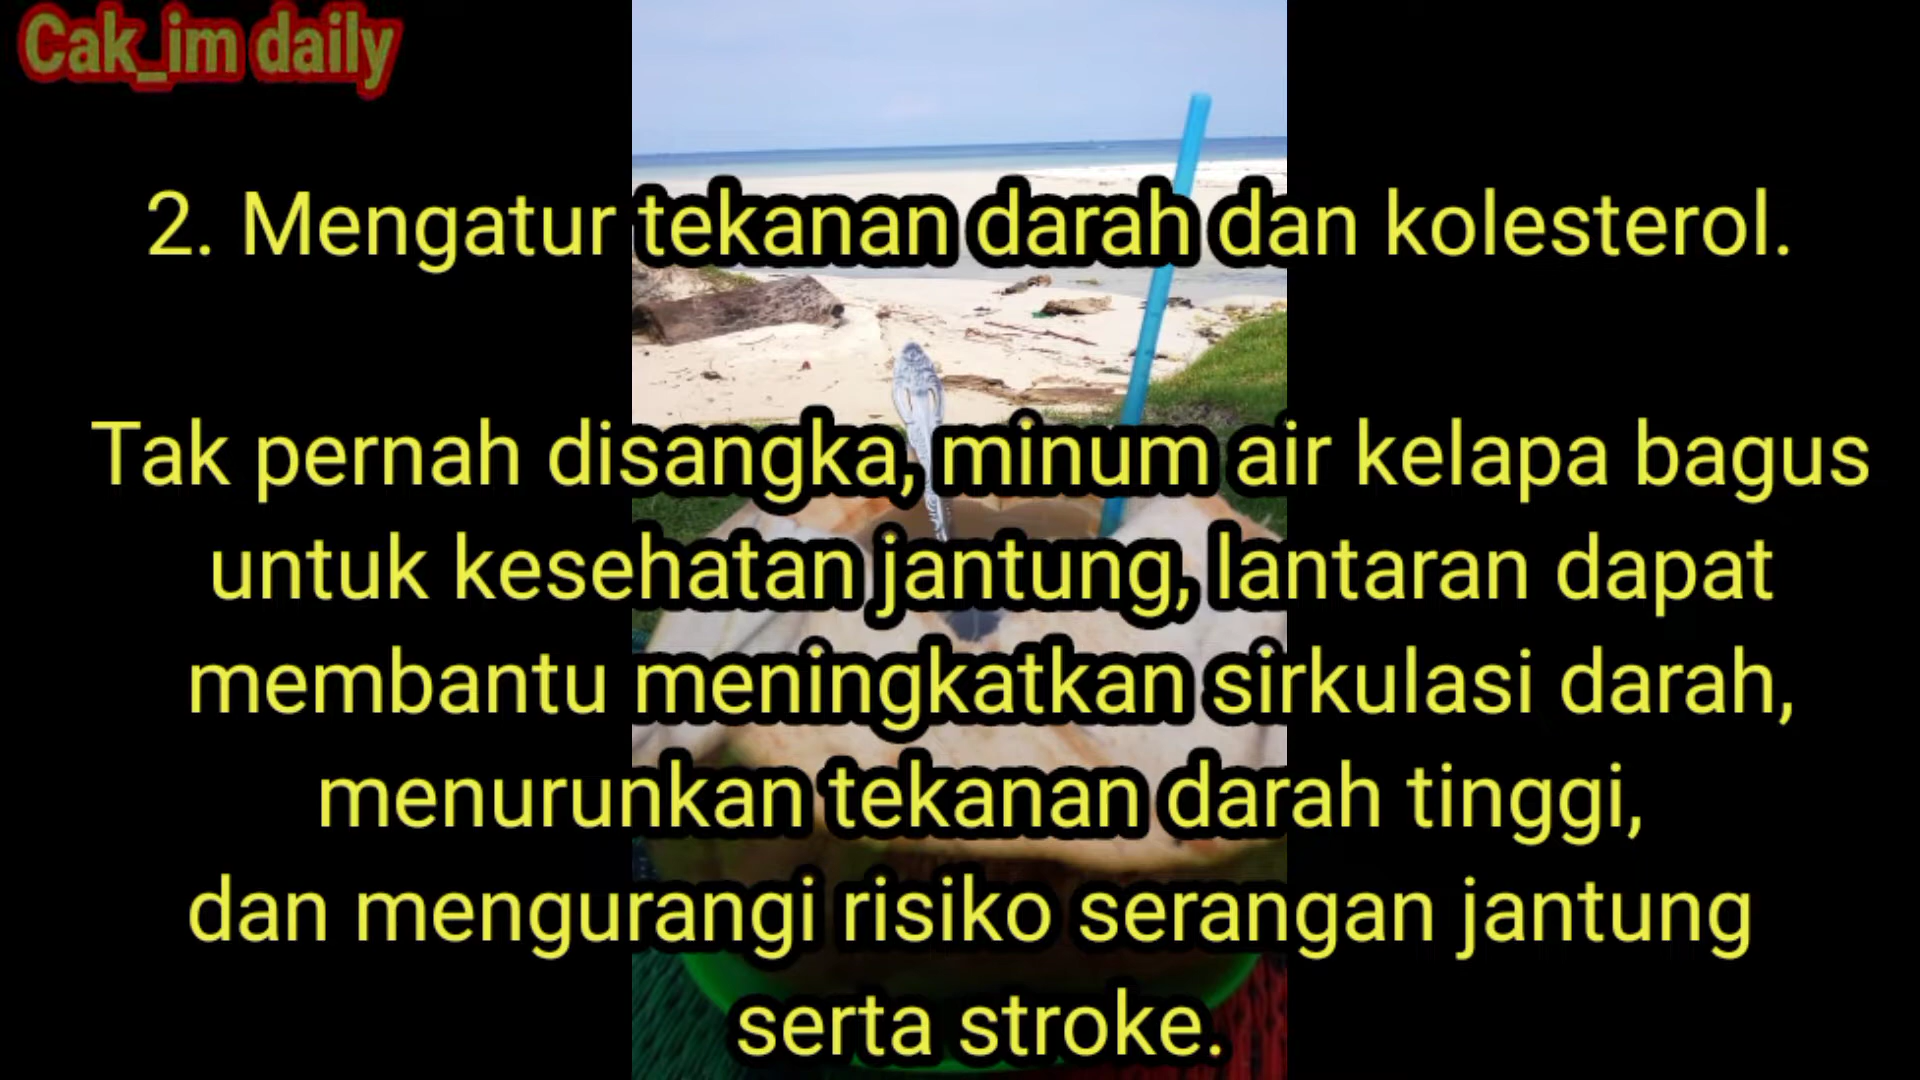 Cak_im daily
2. Mengatur tekanan darah dan kolesterol.
Tak pernah disangka, minum air kelapa bagus
untuk kesehatan jantung, lantaran dapat
membantu meningkatkan sirkulasi darah,
menurunkan tekanan darah tinggi,
dan mengurangi risiko serangan jantung
serta stroke.